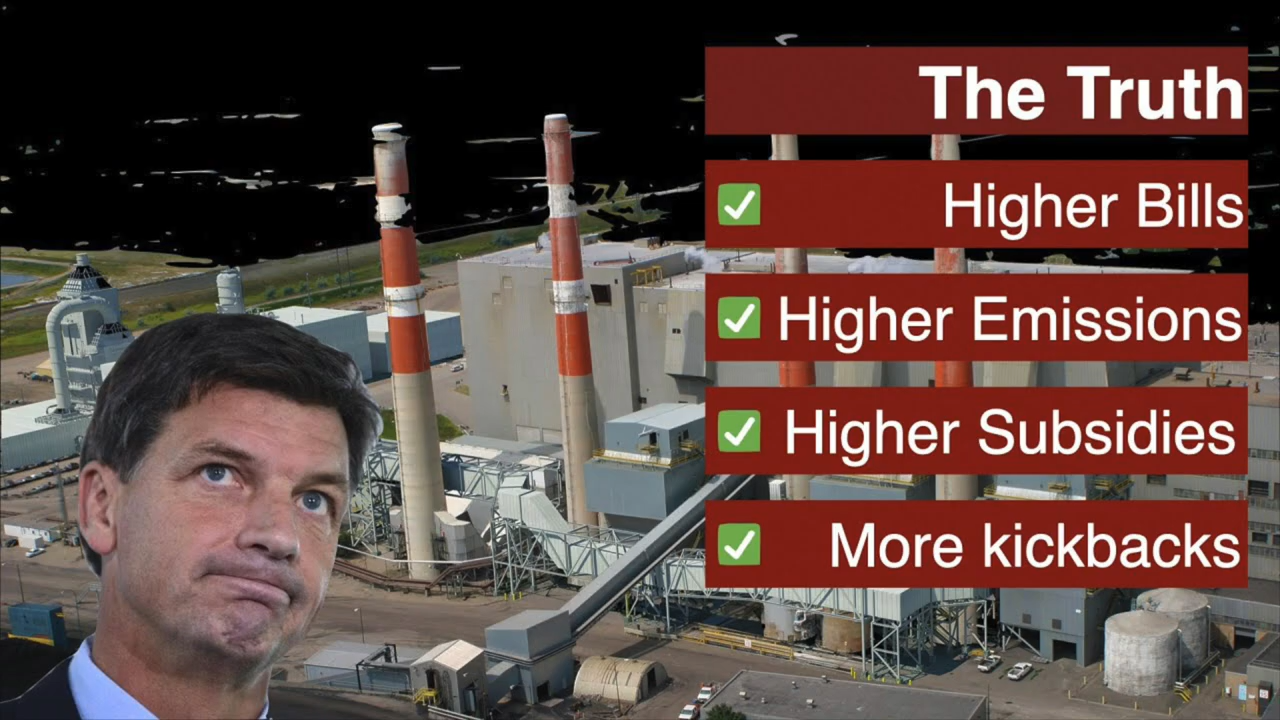 The Truth
✅ Higher Bills
✅ Higher Emissions
✅ Higher Subsidies
✅ More kickbacks